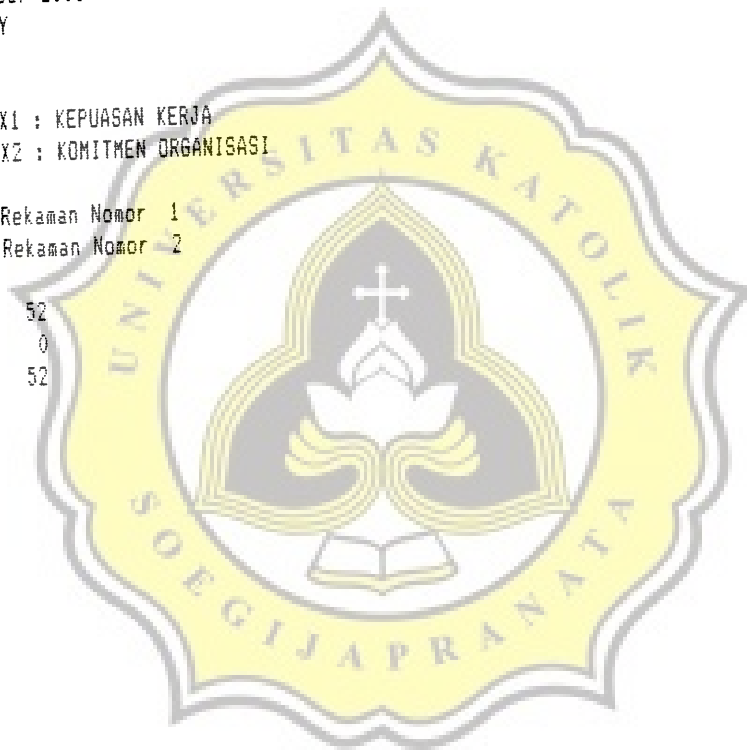 Y
X1 : KEPUASAN KERJA
X2 : KOMITMEN ORGANISASI
Rekaman Nomor 1
Rekaman Nomor 2
52
0
52
UNIVERSITAS KATOLIK
SOEGIJAPRANATA